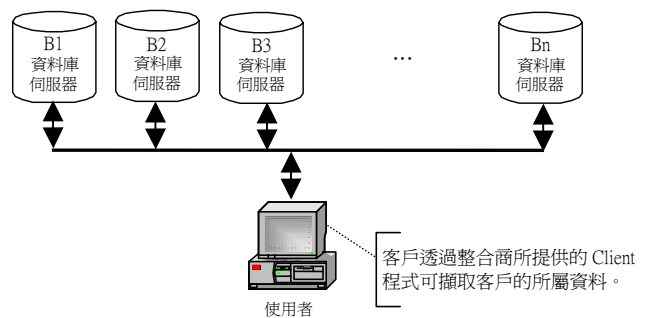 B1
資料庫
伺服器
B2
資料庫
伺服器
B3
資料庫
伺服器
...
Bn
資料庫
伺服器
客戶透過整合商所提供的 Client
程式可擷取客戶的所屬資料。
使用者